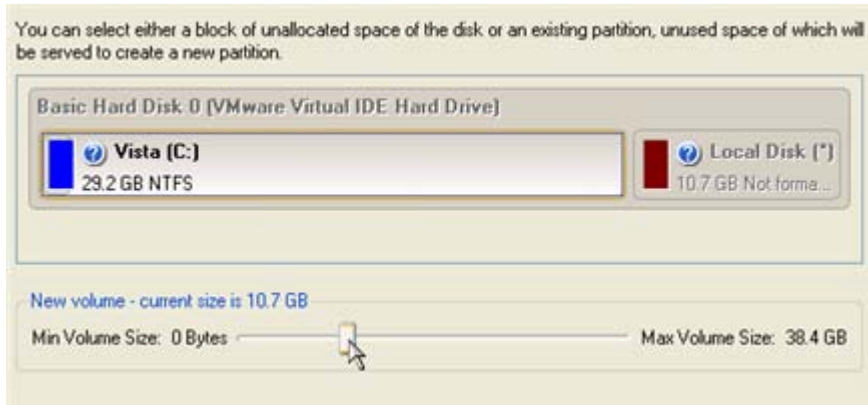 You can select either a block of unallocated space of the disk or an existing partition, unused space of which will
be served to create a new partition.
Basic Hard Disk 0 (VMware Virtual IDE Hard Drive)
Vista (C:)
29.2 GB NTFS
Local Disk (*)
10.7 GB Not forma...
New volume - current size is 10.7 GB
Min Volume Size: 0 Bytes
Max Volume Size: 38.4 GB